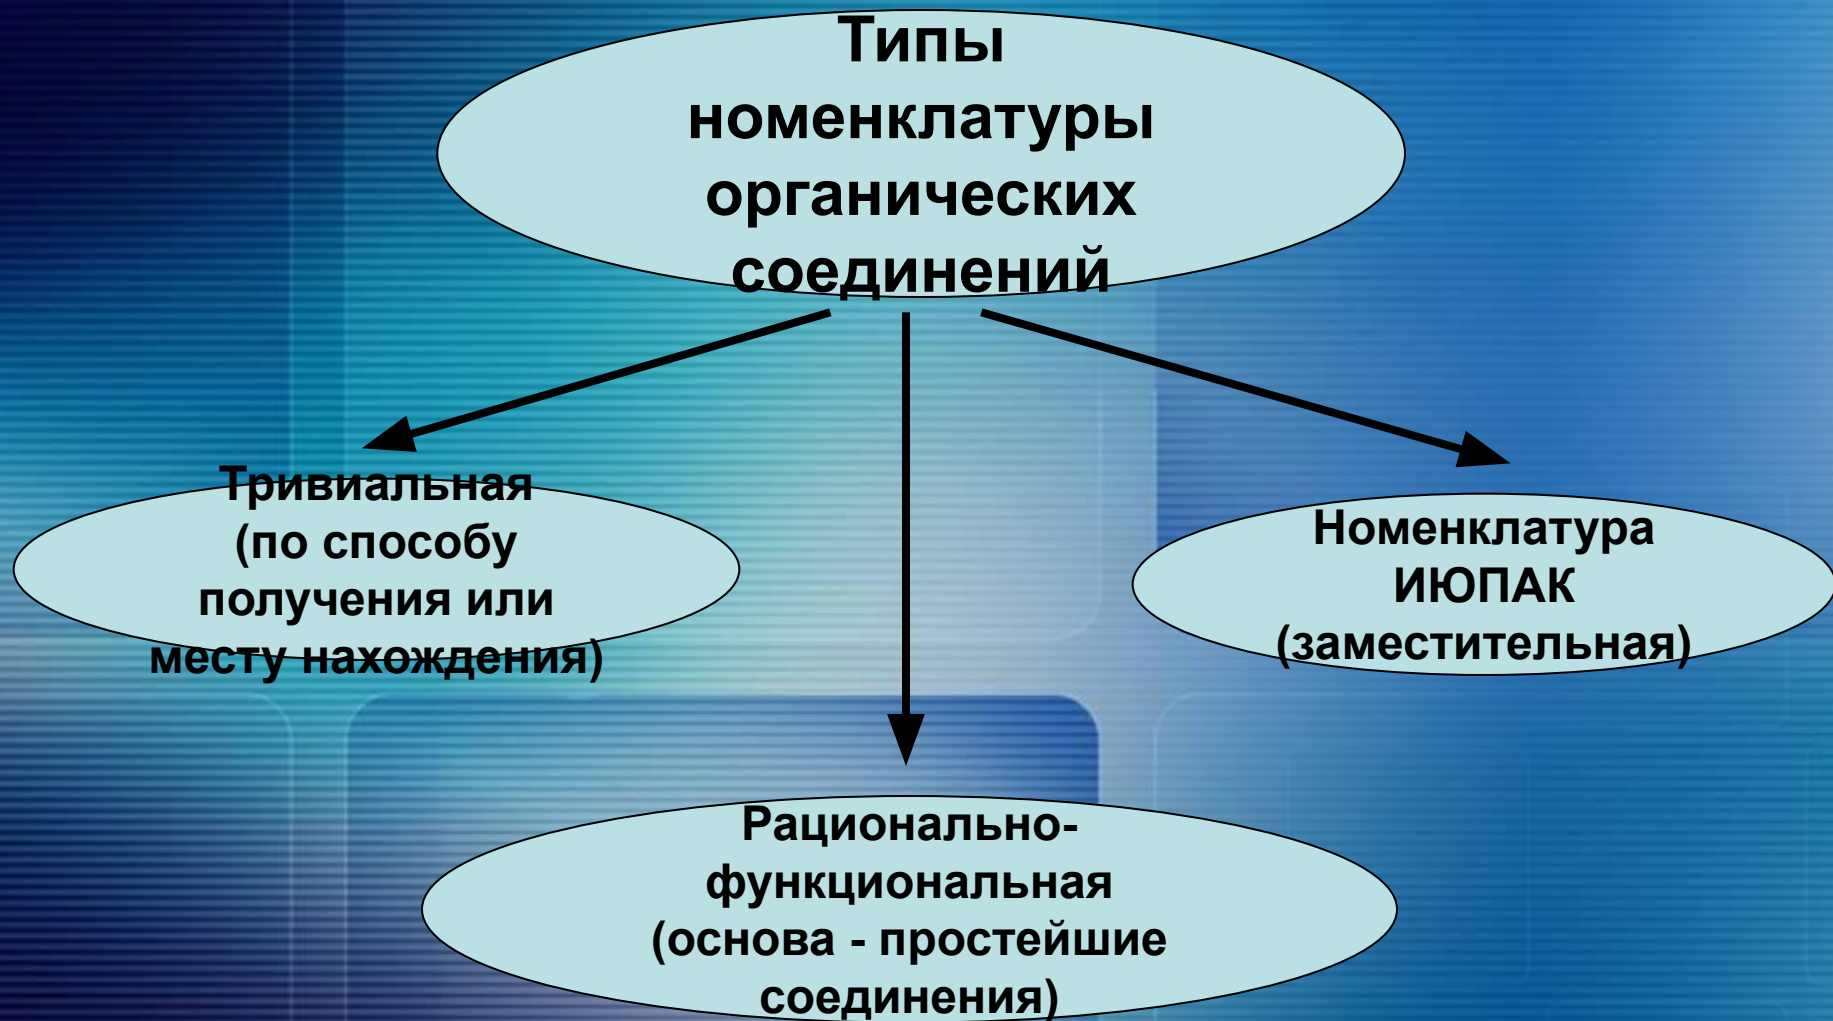 Типы
номенклатуры
органических
соединений
Тривиальная
(по способу
получения или
месту нахождения)
Номенклатура
ИЮПАК
(заместительная)
Рационально-
функциональная
(основа - простейшие
соединения)